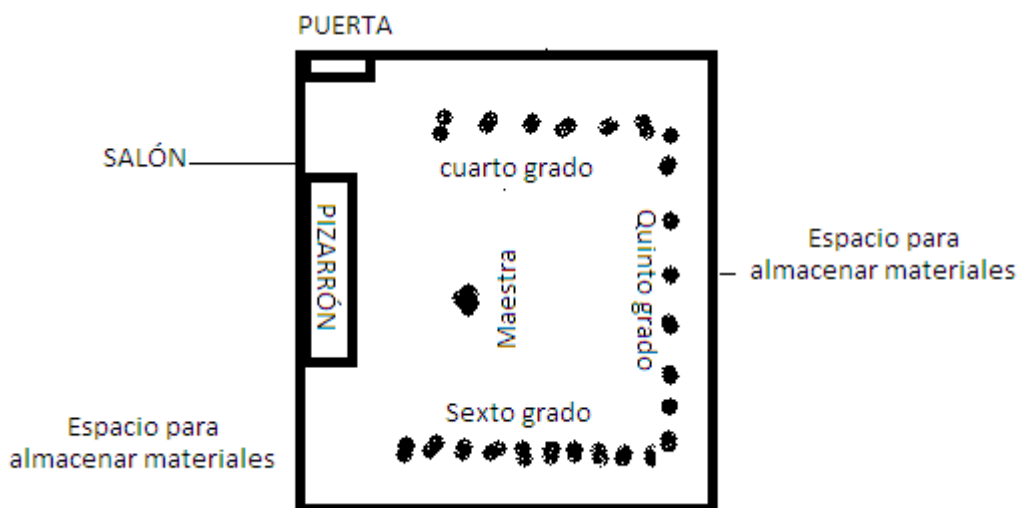 PUERTA
SALÓN
cuarto grado
PIZARRÓN
Maestra
Quinto grado
Espacio para
almacenar materiales
Sexto grado
Espacio para
almacenar materiales